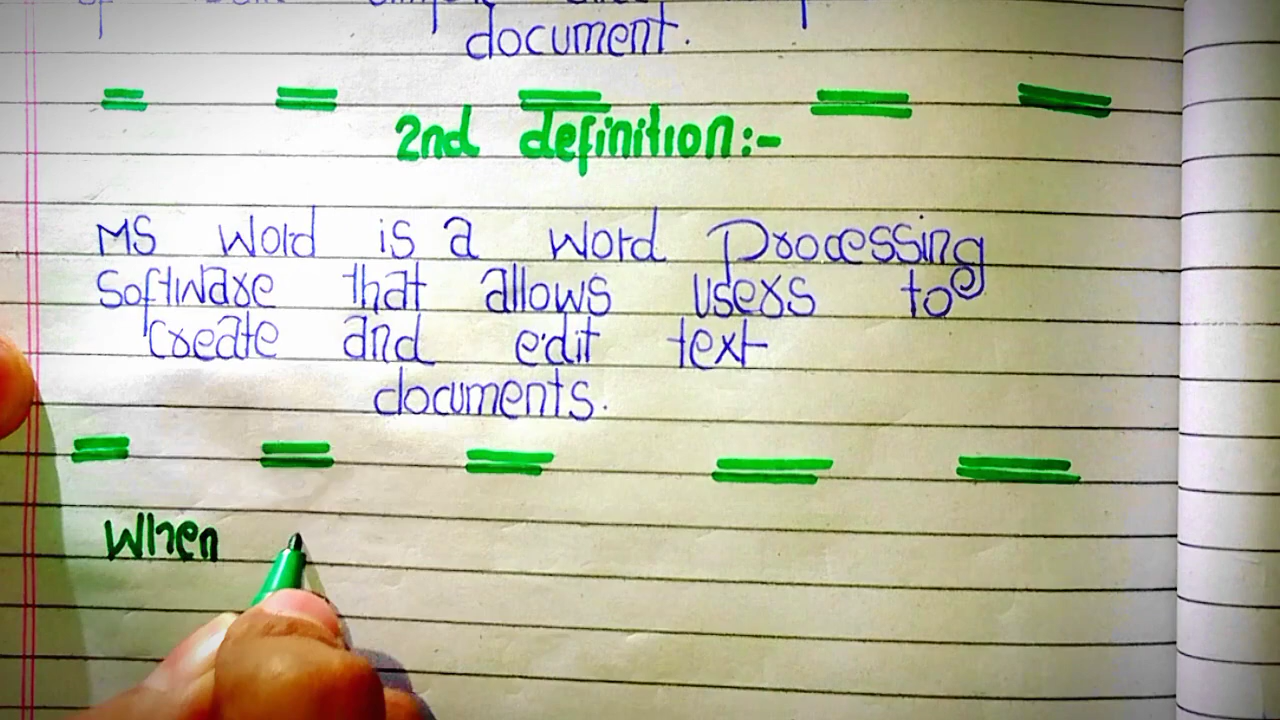 document.
2nd definition:-
MS Word is a word Processing
Software that allows users to
create and edit text
documents.
When